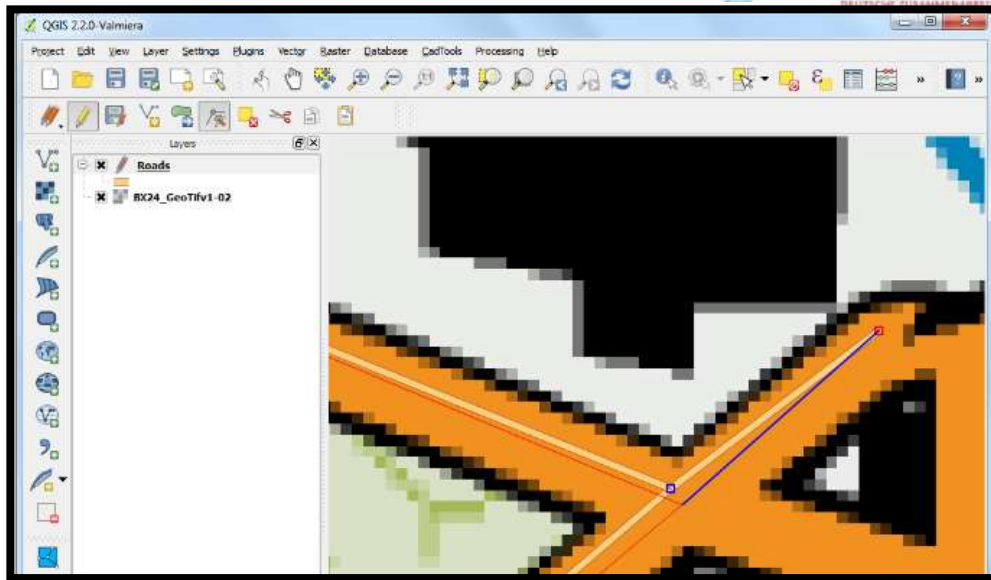 QGIS 2.2.0-Valmiera
Project Edit View Layer Settings Plugins Vector Raster Database CadTools Processing Help
Layers
Roads
BX24_GeoTifv1-02